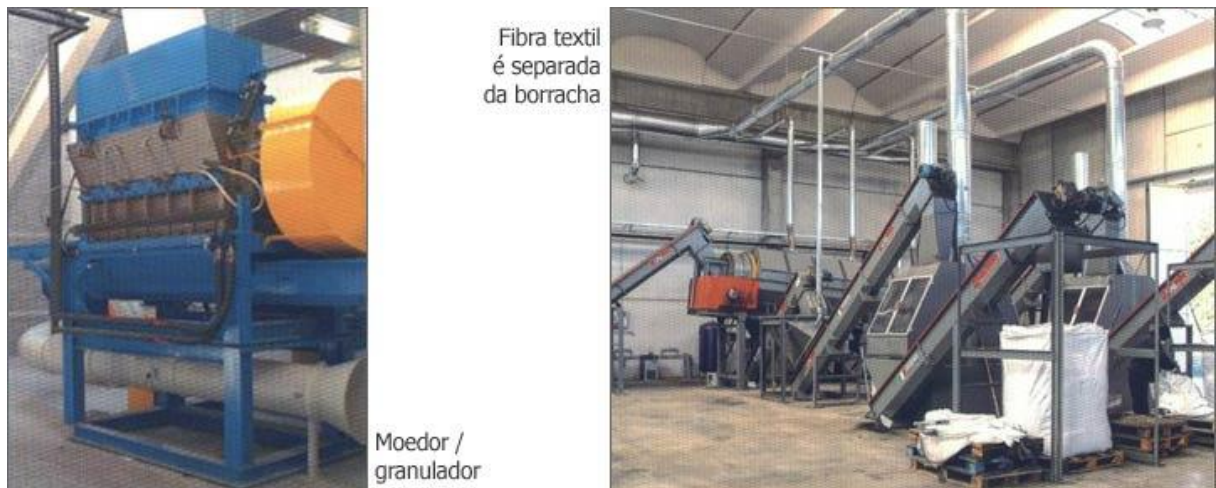 Fibra textil
é separada
da borracha
Moedor /
granulador